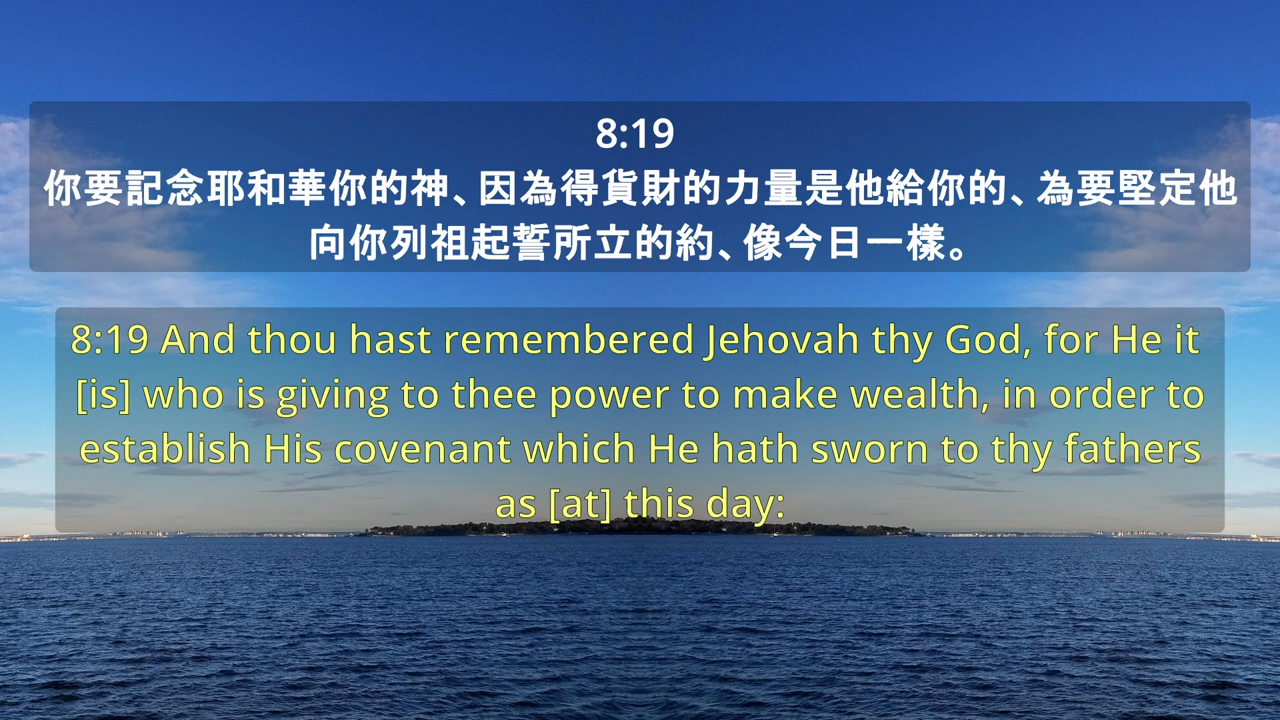 8:19
你要記念耶和華你的神、因為得貨財的力量是他給你的、為要堅定他
向你列祖起誓所立的約、像今日一樣。
8:19 And thou hast remembered Jehovah thy God, for He it
[is] who is giving to thee power to make wealth, in order to
establish His covenant which He hath sworn to thy fathers
as [at] this day: